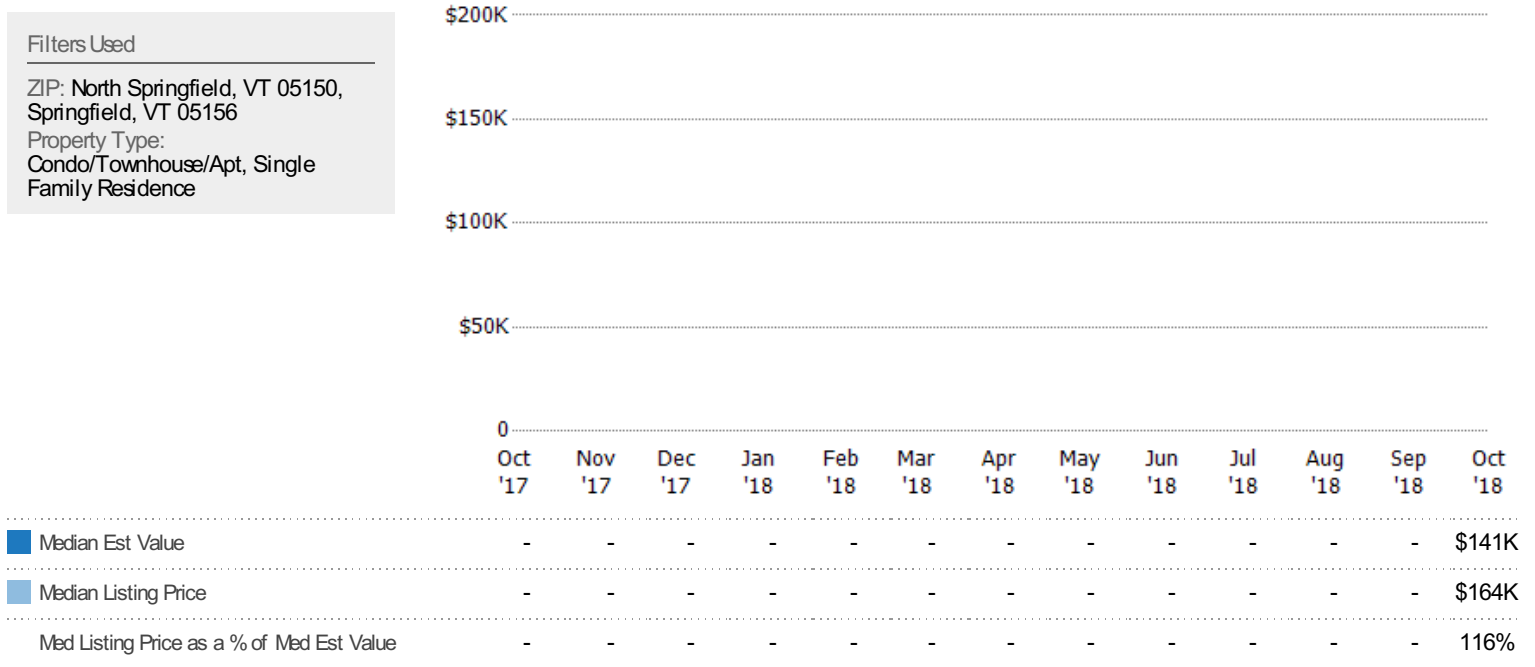 Filters Used
ZIP: North Springfield, VT 05150,
Springfield, VT 05156
Property Type:
Condo/Townhouse/Apt, Single
Family Residence
$200K
$150K
$100K
$50K
0
Oct Nov Dec Jan Feb Mar Apr May Jun Jul Aug Sep Oct
'17 '17 '17 '18 '18 '18 '18 '18 '18 '18 '18 '18 '18
Median Est Value - - - - - - - - - - - - $141K
Median Listing Price - - - - - - - - - - - - $164K
Med Listing Price as a % of Med Est Value - - - - - - - - - - - - 116%